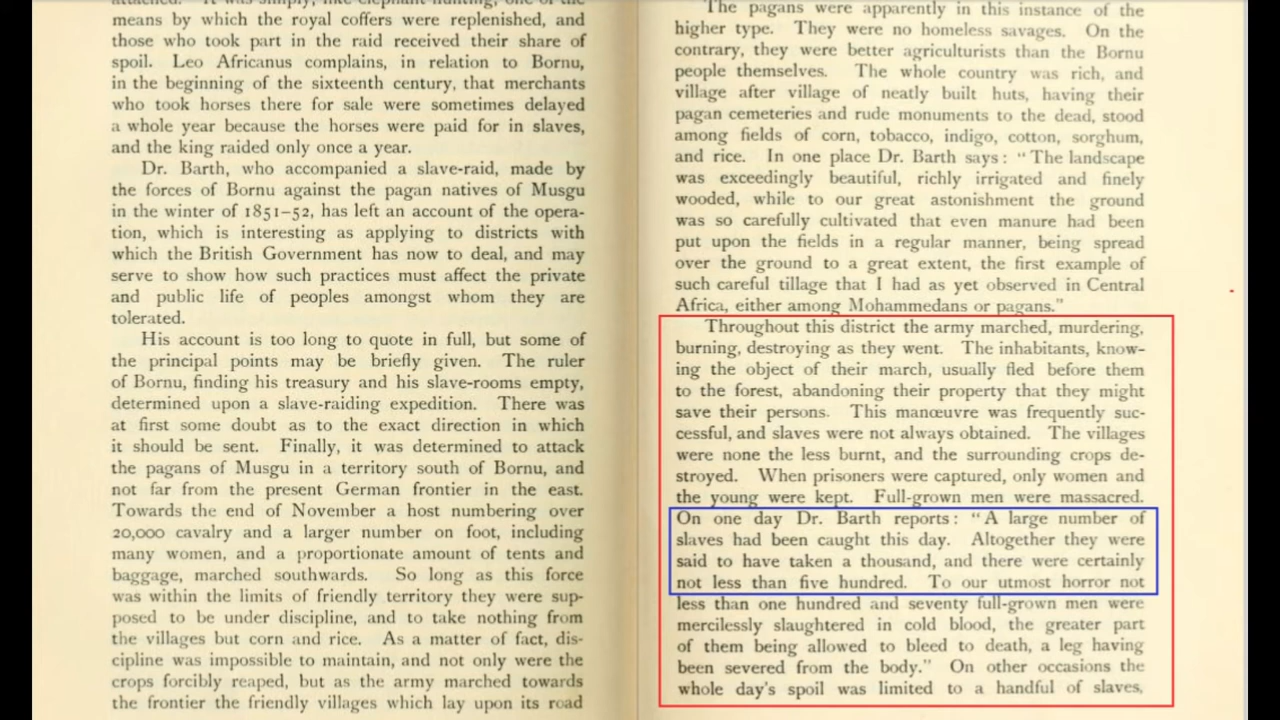 means by which the royal coffers were replenished, and
those who took part in the raid received their share of
spoil. Leo Africanus complains, in relation to Bornu,
in the beginning of the sixteenth century, that merchants
who took horses there for sale were sometimes delayed
a whole year because the horses were paid for in slaves,
and the king raided only once a year.
Dr. Barth, who accompanied a slave-raid, made by
the forces of Bornu against the pagan natives of Musgu
in the winter of 1851–52, has left an account of the opera-
tion, which is interesting as applying to districts with
which the British Government has now to deal, and may
serve to show how such practices must affect the private
and public life of peoples amongst whom they are
tolerated.
His account is too long to quote in full, but some of
the principal points may be briefly given. The ruler
of Bornu, finding his treasury and his slave-rooms empty,
determined upon a slave-raiding expedition. There was
at first some doubt as to the exact direction in which
it should be sent. Finally, it was determined to attack
the pagans of Musgu in a territory south of Bornu, and
not far from the present German frontier in the east.
Towards the end of November a host numbering over
20,000 cavalry and a larger number on foot, including
many women, and a proportionate amount of tents and
baggage, marched southwards. So long as this force
was within the limits of friendly territory they were sup-
posed to be under discipline, and to take nothing from
the villages but corn and rice. As a matter of fact, dis-
cipline was impossible to maintain, and not only were the
crops forcibly reaped, but as the army marched towards
the frontier the friendly villages which lay upon its road
The pagans were apparently in this instance of the
higher type. They were no homeless savages. On the
contrary, they were better agriculturists than the Bornu
people themselves. The whole country was rich, and
village after village of neatly built huts, having their
pagan cemeteries and rude monuments to the dead, stood
among fields of corn, tobacco, indigo, cotton, sorghum,
and rice. In one place Dr. Barth says: "The landscape
was exceedingly beautiful, richly irrigated and finely
wooded, while to our great astonishment the ground
was so carefully cultivated that even manure had been
put upon the fields in a regular manner, being spread
over the ground to a great extent, the first example of
such careful tillage that I had as yet observed in Central
Africa, either among Mohammedans or pagans."
Throughout this district the army marched, murdering,
burning, destroying as they went. The inhabitants, know-
ing the object of their march, usually fled before them
to the forest, abandoning their property that they might
save their persons. This manœuvre was frequently suc-
cessful, and slaves were not always obtained. The villages
were none the less burnt, and the surrounding crops de-
stroyed. When prisoners were captured, only women and
the young were kept. Full-grown men were massacred.
On one day Dr. Barth reports: "A large number of
slaves had been caught this day. Altogether they were
said to have taken a thousand, and there were certainly
not less than five hundred. To our utmost horror not
less than one hundred and seventy full-grown men were
mercilessly slaughtered in cold blood, the greater part
of them being allowed to bleed to death, a leg having
been severed from the body." On other occasions the
whole day's spoil was limited to a handful of slaves,